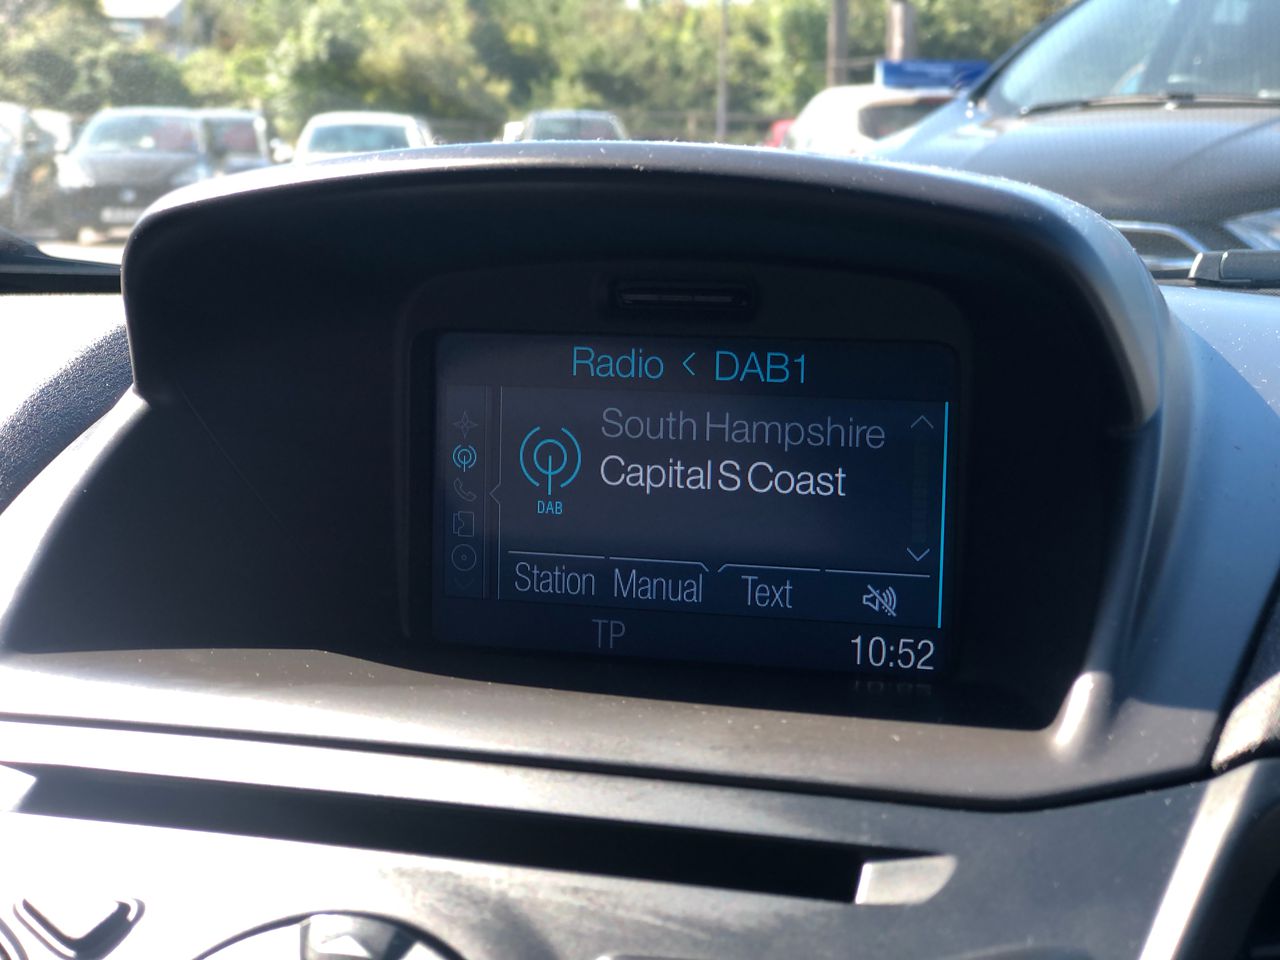 Radio < DAB1
South Hampshire
Capital S Coast
DAB
Station Manual Text
TP
10:52